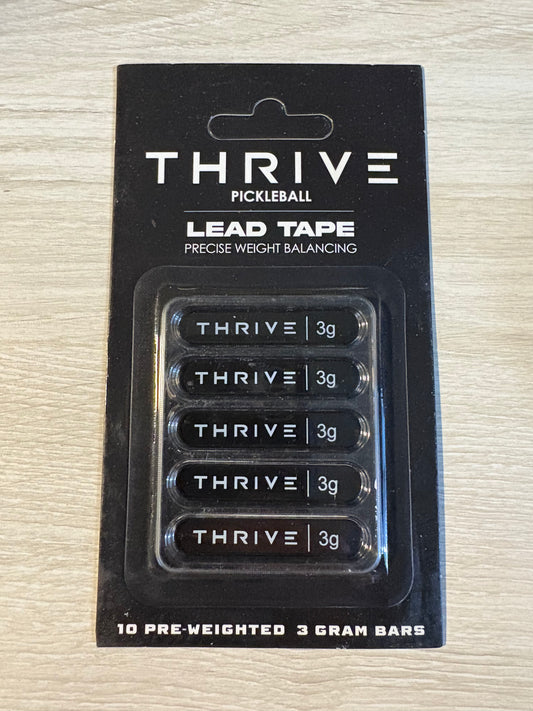 THRIVE
PICKLEBALL
LEAD TAPE
PRECISE WEIGHT BALANCING
THRIVE | 3g
THRIVE | 3g
THRIVE | 3g
THRIVE | 3g
THRIVE | 3g
10 PRE-WEIGHTED 3 GRAM BARS